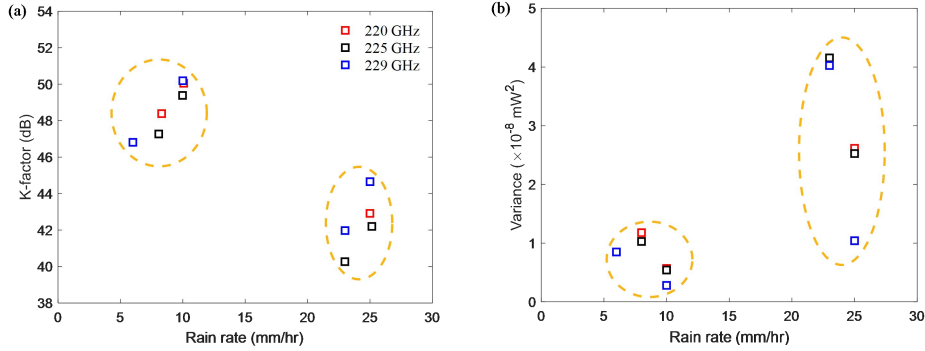 (a)
54
52
50
48
46
44
42
40
38
K-factor (dB)
220 GHz
225 GHz
229 GHz
0 5 10 15 20 25 30
Rain rate (mm/hr)
(b)
5
4
3
2
1
0
Variance (×10⁻⁸ mW²)
0 5 10 15 20 25 30
Rain rate (mm/hr)